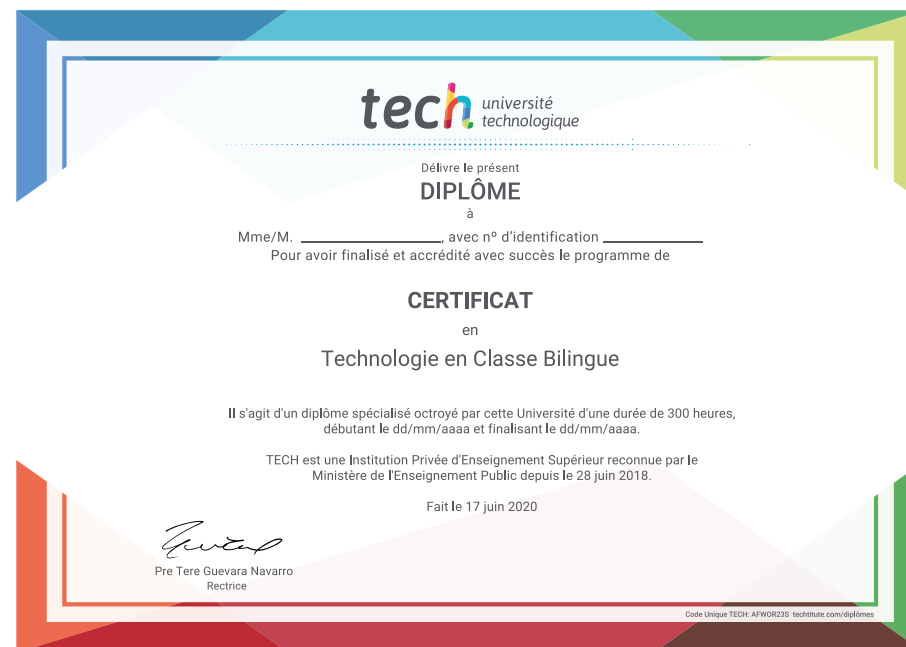 tech université
technologique
Délivre le présent
DIPLÔME
à
Mme/M. ____________________, avec nº d'identification ______________
Pour avoir finalisé et accrédité avec succès le programme de
CERTIFICAT
en
Technologie en Classe Bilingue
Il s'agit d'un diplôme spécialisé octroyé par cette Université d'une durée de 300 heures,
débutant le dd/mm/aaaa et finalisant le dd/mm/aaaa.
TECH est une Institution Privée d'Enseignement Supérieur reconnue par le
Ministère de l'Enseignement Public depuis le 28 juin 2018.
Fait le 17 juin 2020
Pre Tere Guevara Navarro
Rectrice
Code Unique TECH: AFWOR23S techtitute.com/diplômes